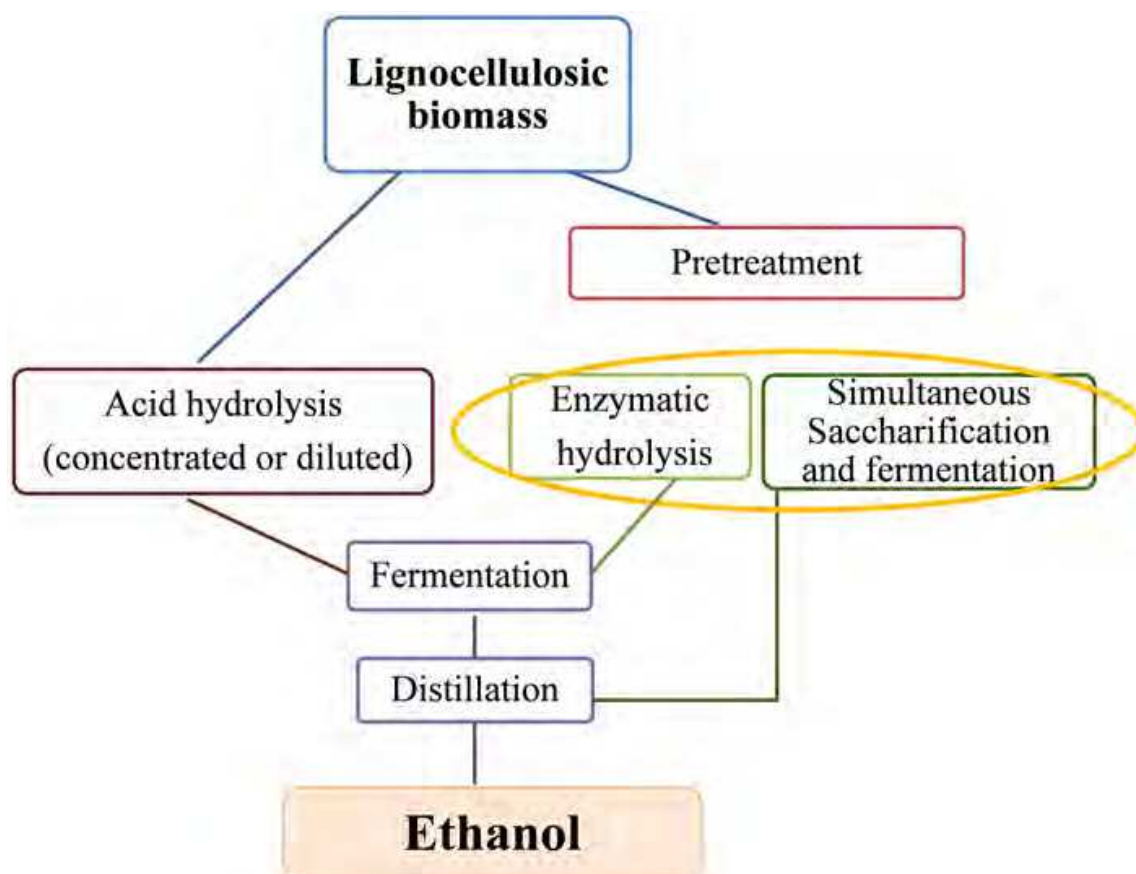 Lignocellulosic
biomass
Pretreatment
Acid hydrolysis
(concentrated or diluted)
Enzymatic
hydrolysis
Simultaneous
Saccharification
and fermentation
Fermentation
Distillation
Ethanol